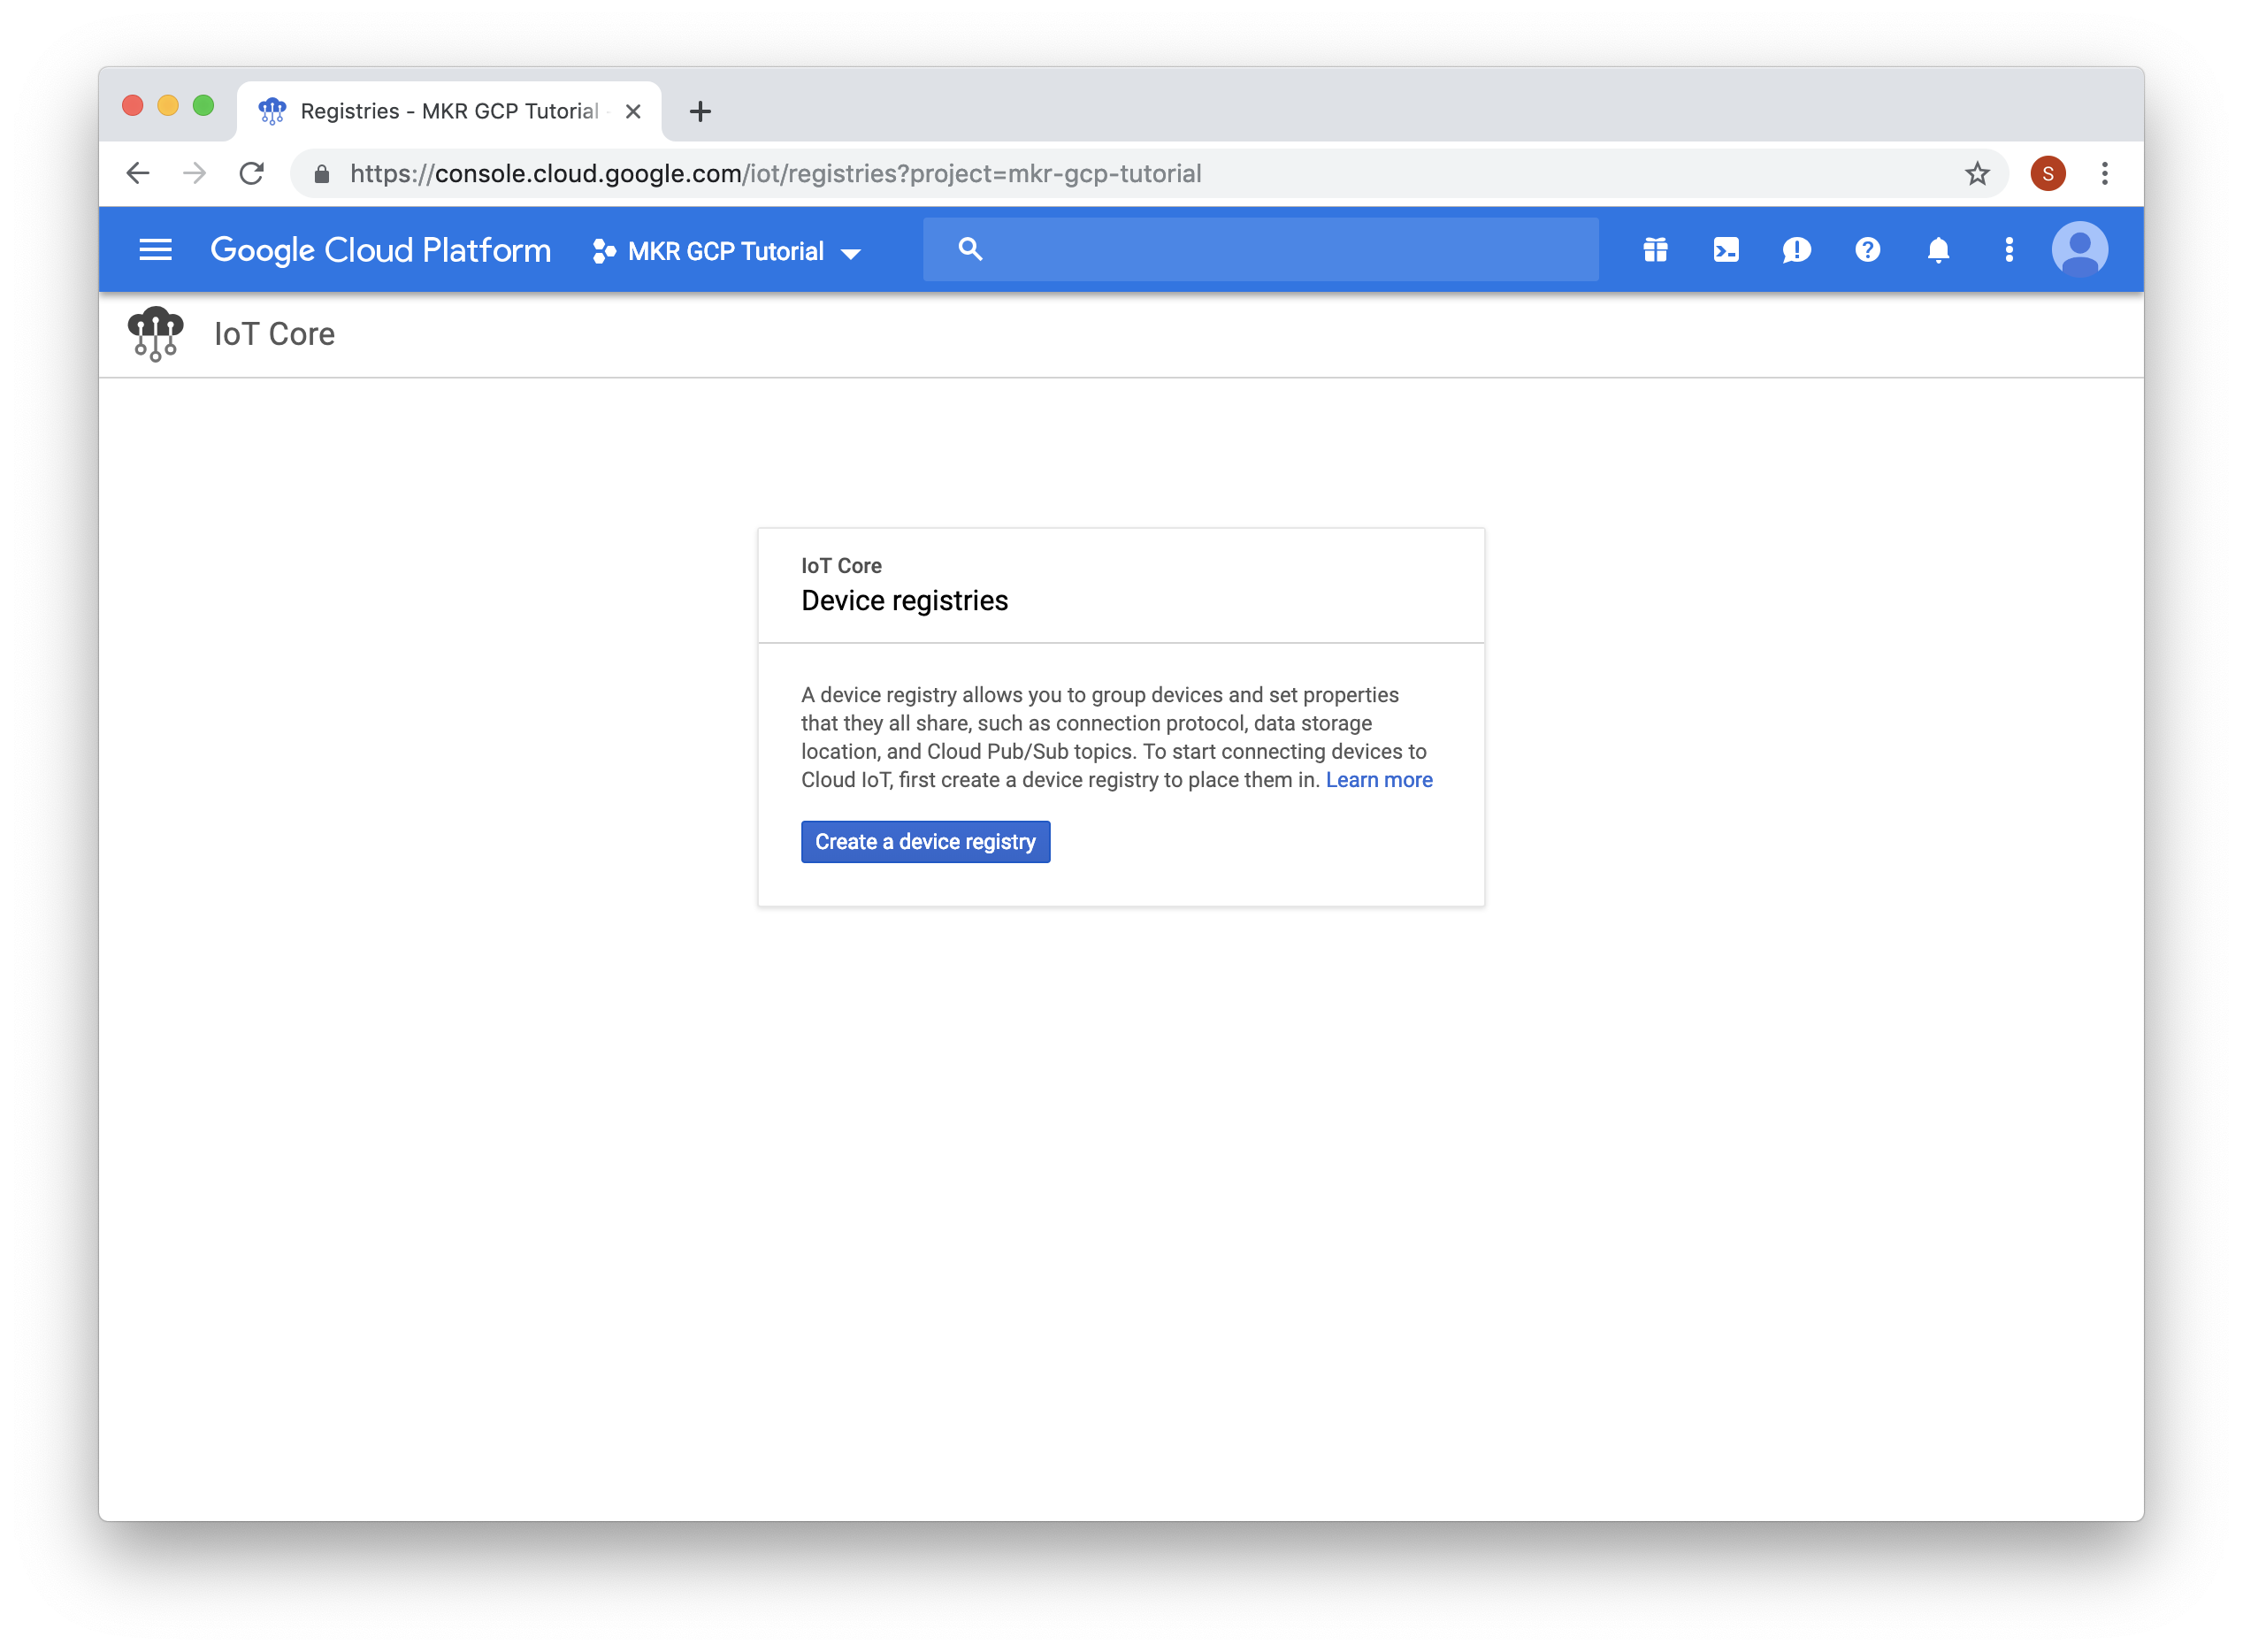 Registries - MKR GCP Tutorial
https://console.cloud.google.com/iot/registries?project=mkr-gcp-tutorial
S
Google Cloud Platform
MKR GCP Tutorial
IoT Core
IoT Core
Device registries
A device registry allows you to group devices and set properties
that they all share, such as connection protocol, data storage
location, and Cloud Pub/Sub topics. To start connecting devices to
Cloud IoT, first create a device registry to place them in. Learn more
Create a device registry